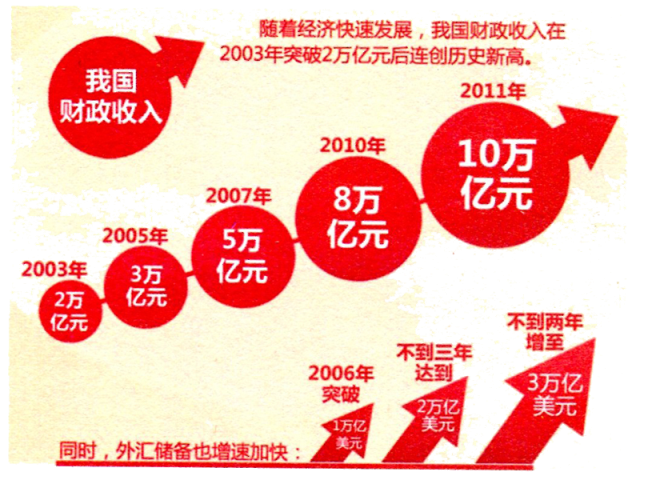 随着经济快速发展，我国财政收入在
2003年突破2万亿元后连创历史新高。
我国
财政收入
2011年
10万
亿元
2010年
8万
亿元
2007年
5万
亿元
2005年
3万
亿元
2003年
2万
亿元
不到两年
增至
3万亿
美元
不到三年
达到
2万亿
美元
2006年
突破
1万亿
美元
同时，外汇储备也增速加快：